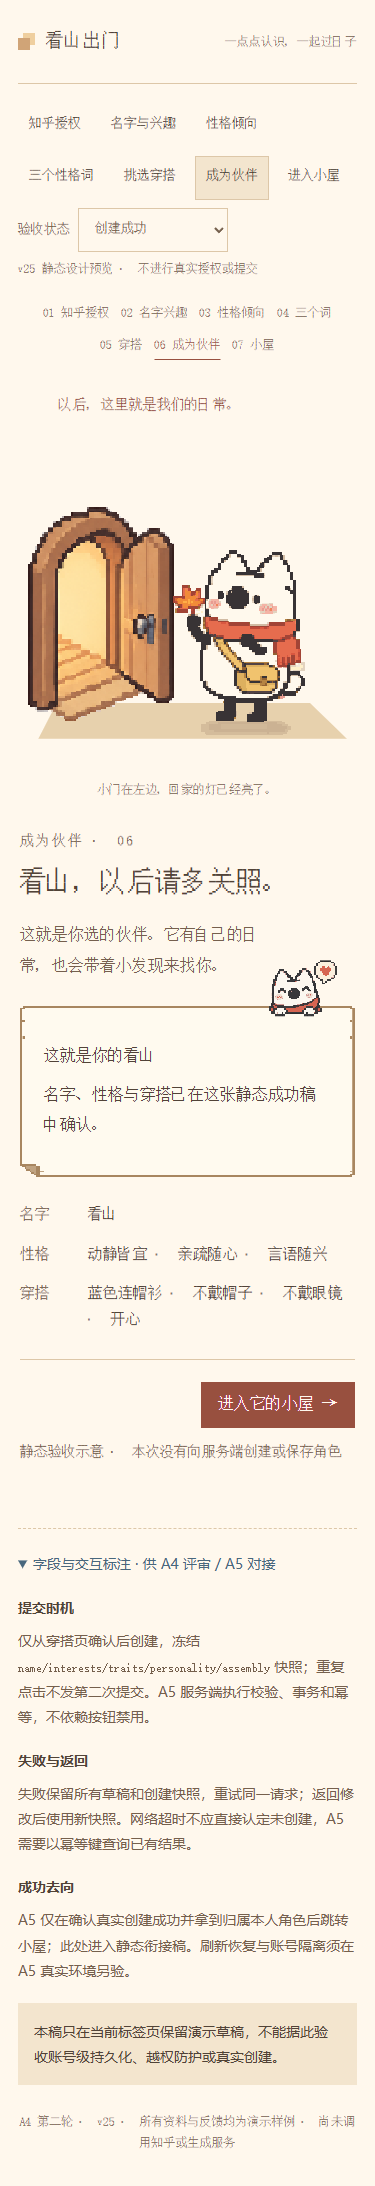 看山出门
一点点认识，一起过日子
知乎授权 名字与兴趣 性格倾向
三个性格词 挑选穿搭 成为伙伴 进入小屋
验收状态 创建成功
v25 静态设计预览 · 不进行真实授权或提交
01 知乎授权 02 名字兴趣 03 性格倾向 04 三个词
05 穿搭 06 成为伙伴 07 小屋
以后，这里就是我们的日常。
小门在左边，回家的灯已经亮了。
成为伙伴 · 06
看山，以后请多关照。
这就是你选的伙伴。它有自己的日
常，也会带着小发现来找你。
这就是你的看山
名字、性格与穿搭已在这张静态成功稿
中确认。
名字 看山
性格 动静皆宜 · 亲疏随心 · 言语随兴
穿搭 蓝色连帽衫 · 不戴帽子 · 不戴眼镜
· 开心
进入它的小屋 →
静态验收示意 · 本次没有向服务端创建或保存角色
▼ 字段与交互标注 · 供 A4 评审 / A5 对接
提交时机
仅从穿搭页确认后创建，冻结
name/interests/traits/personality/assembly 快照；重复
点击不发第二次提交。A5 服务端执行校验、事务和幂
等，不依赖按钮禁用。
失败与返回
失败保留所有草稿和创建快照，重试同一请求；返回修
改后使用新快照。网络超时不应直接认定未创建，A5
需要以幂等键查询已有结果。
成功去向
A5 仅在确认真实创建成功并拿到归属本人角色后跳转
小屋；此处进入静态衔接稿。刷新恢复与账号隔离须在
A5 真实环境另验。
本稿只在当前标签页保留演示草稿，不能据此验
收账号级持久化、越权防护或真实创建。
A4 第二轮 · v25 · 所有资料与反馈均为演示样例 · 尚未调
用知乎或生成服务